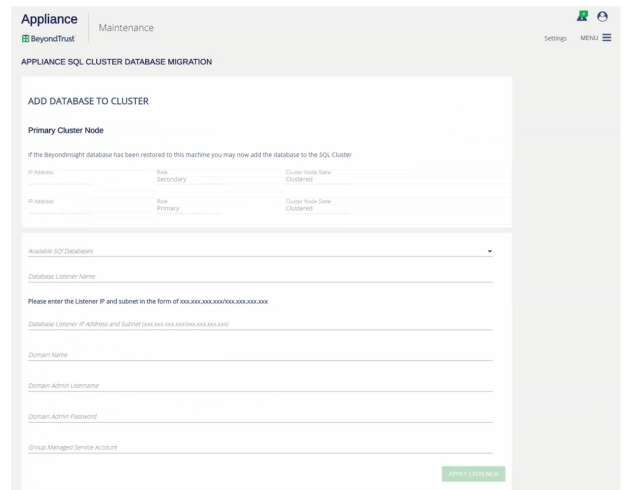 Appliance
BeyondTrust
Maintenance
Settings
MENU
APPLIANCE SQL CLUSTER DATABASE MIGRATION
ADD DATABASE TO CLUSTER
Primary Cluster Node
If the BeyondInsight database has been restored to this machine you may now add the database to the SQL Cluster
IP Address Role Cluster Node State
Secondary Clustered
IP Address Role Cluster Node State
Primary Clustered
Available SQl Databases
Database Listener Name
Please enter the Listener IP and subnet in the form of xxx.xxx.xxx.xxx/xxx.xxx.xxx.xxx
Database Listener IP Address and Subnet (xxx.xxx.xxx.xxx/xxx.xxx.xxx.xxx)
Domain Name
Domain Admin Username
Domain Admin Password
Group Managed Service Account
APPLY LISTENER